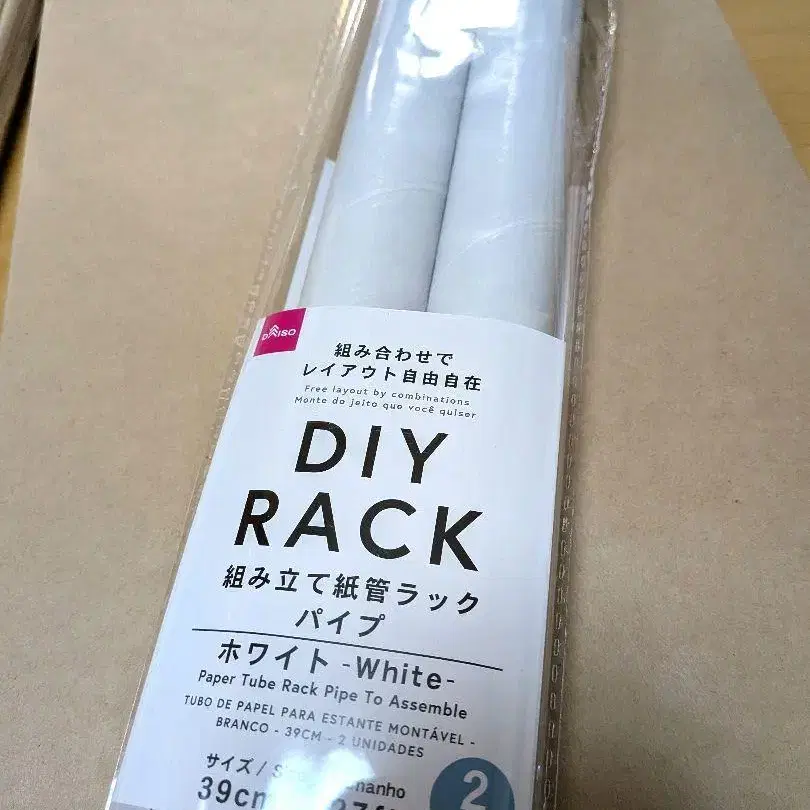 DAISO
組み合わせで
レイアウト自由自在
Free layout by combinations
Monte do jeito que você quiser
DIY
RACK
組み立て紙管ラック
パイプ
ホワイト -White-
Paper Tube Rack Pipe To Assemble
TUBO DE PAPEL PARA ESTANTE MONTÁVEL -
BRANCO - 39CM - 2 UNIDADES
サイズ /
39cm
2